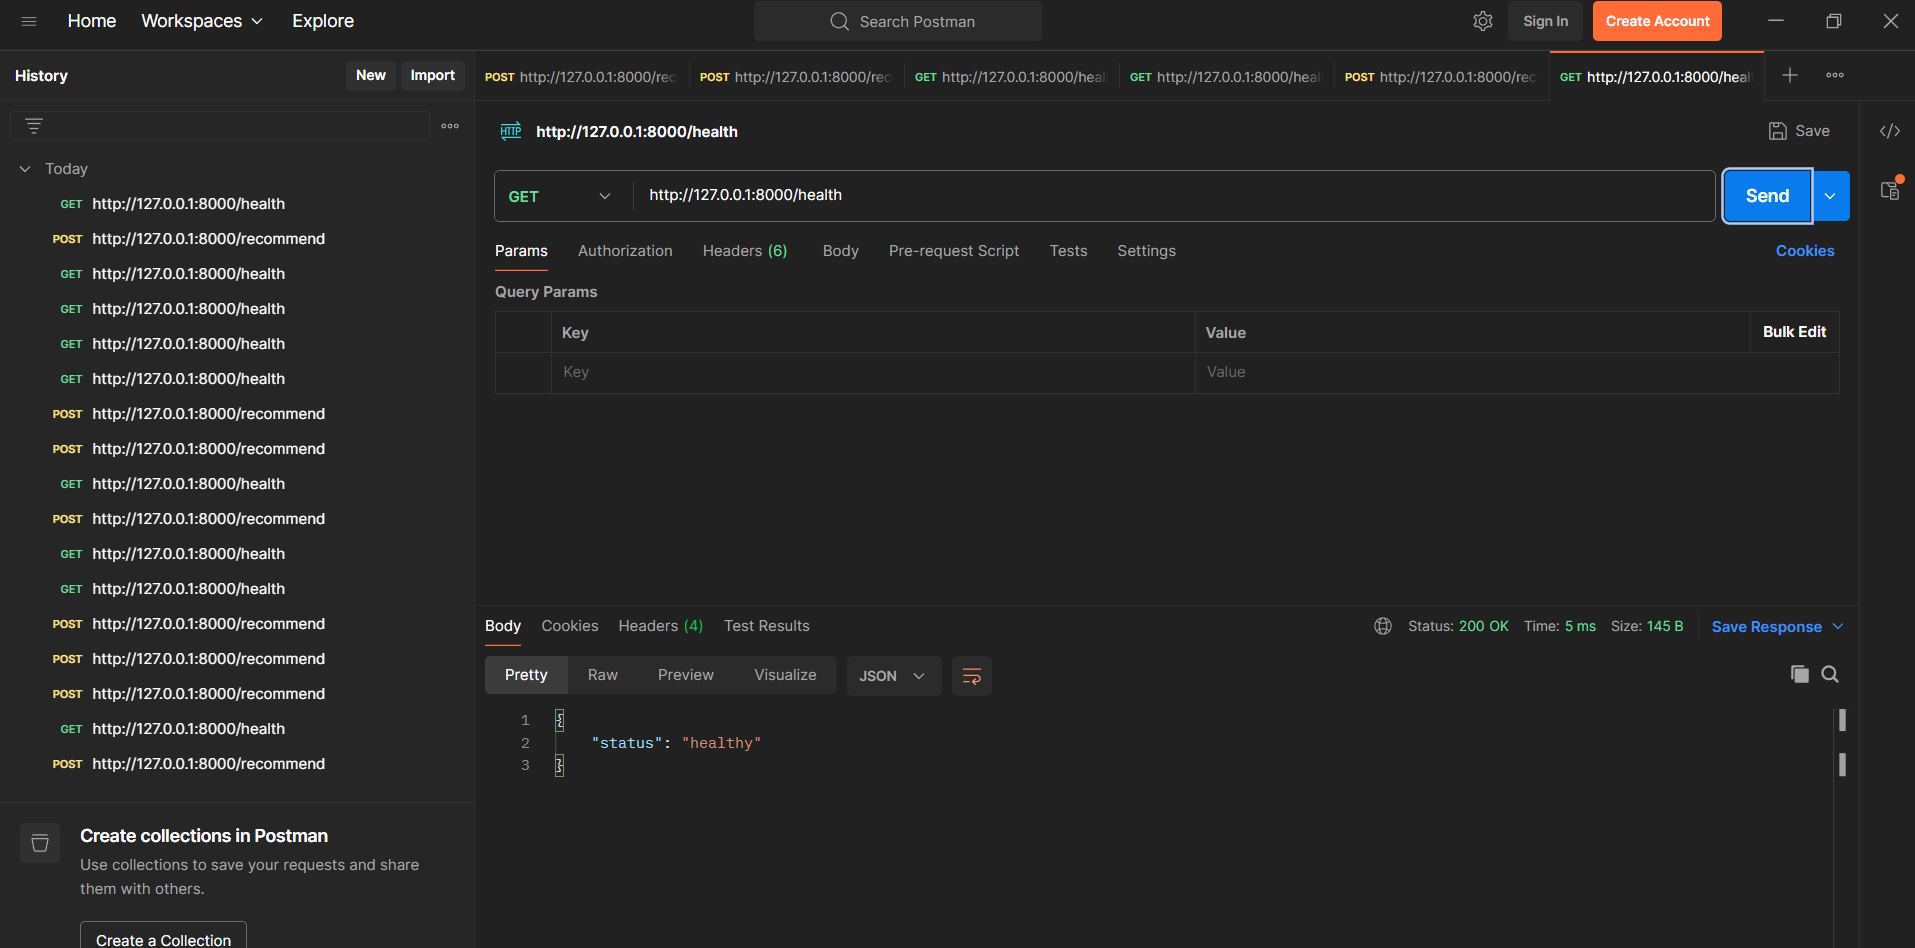 Home Workspaces Explore
Search Postman
Sign In Create Account
History New Import
POST http://127.0.0.1:8000/rec POST http://127.0.0.1:8000/rec GET http://127.0.0.1:8000/heal GET http://127.0.0.1:8000/heal POST http://127.0.0.1:8000/rec GET http://127.0.0.1:8000/heal
HTTP http://127.0.0.1:8000/health Save
Today
GET http://127.0.0.1:8000/health
POST http://127.0.0.1:8000/recommend
GET http://127.0.0.1:8000/health
GET http://127.0.0.1:8000/health
GET http://127.0.0.1:8000/health
GET http://127.0.0.1:8000/health
POST http://127.0.0.1:8000/recommend
POST http://127.0.0.1:8000/recommend
GET http://127.0.0.1:8000/health
POST http://127.0.0.1:8000/recommend
GET http://127.0.0.1:8000/health
GET http://127.0.0.1:8000/health
POST http://127.0.0.1:8000/recommend
POST http://127.0.0.1:8000/recommend
POST http://127.0.0.1:8000/recommend
GET http://127.0.0.1:8000/health
POST http://127.0.0.1:8000/recommend
Create collections in Postman
Use collections to save your requests and share
them with others.
Create a Collection
GET http://127.0.0.1:8000/health Send
Params Authorization Headers (6) Body Pre-request Script Tests Settings Cookies
Query Params
Key Value Bulk Edit
Key Value
Body Cookies Headers (4) Test Results Status: 200 OK Time: 5 ms Size: 145 B Save Response
Pretty Raw Preview Visualize JSON
1 {
2 "status": "healthy"
3 }